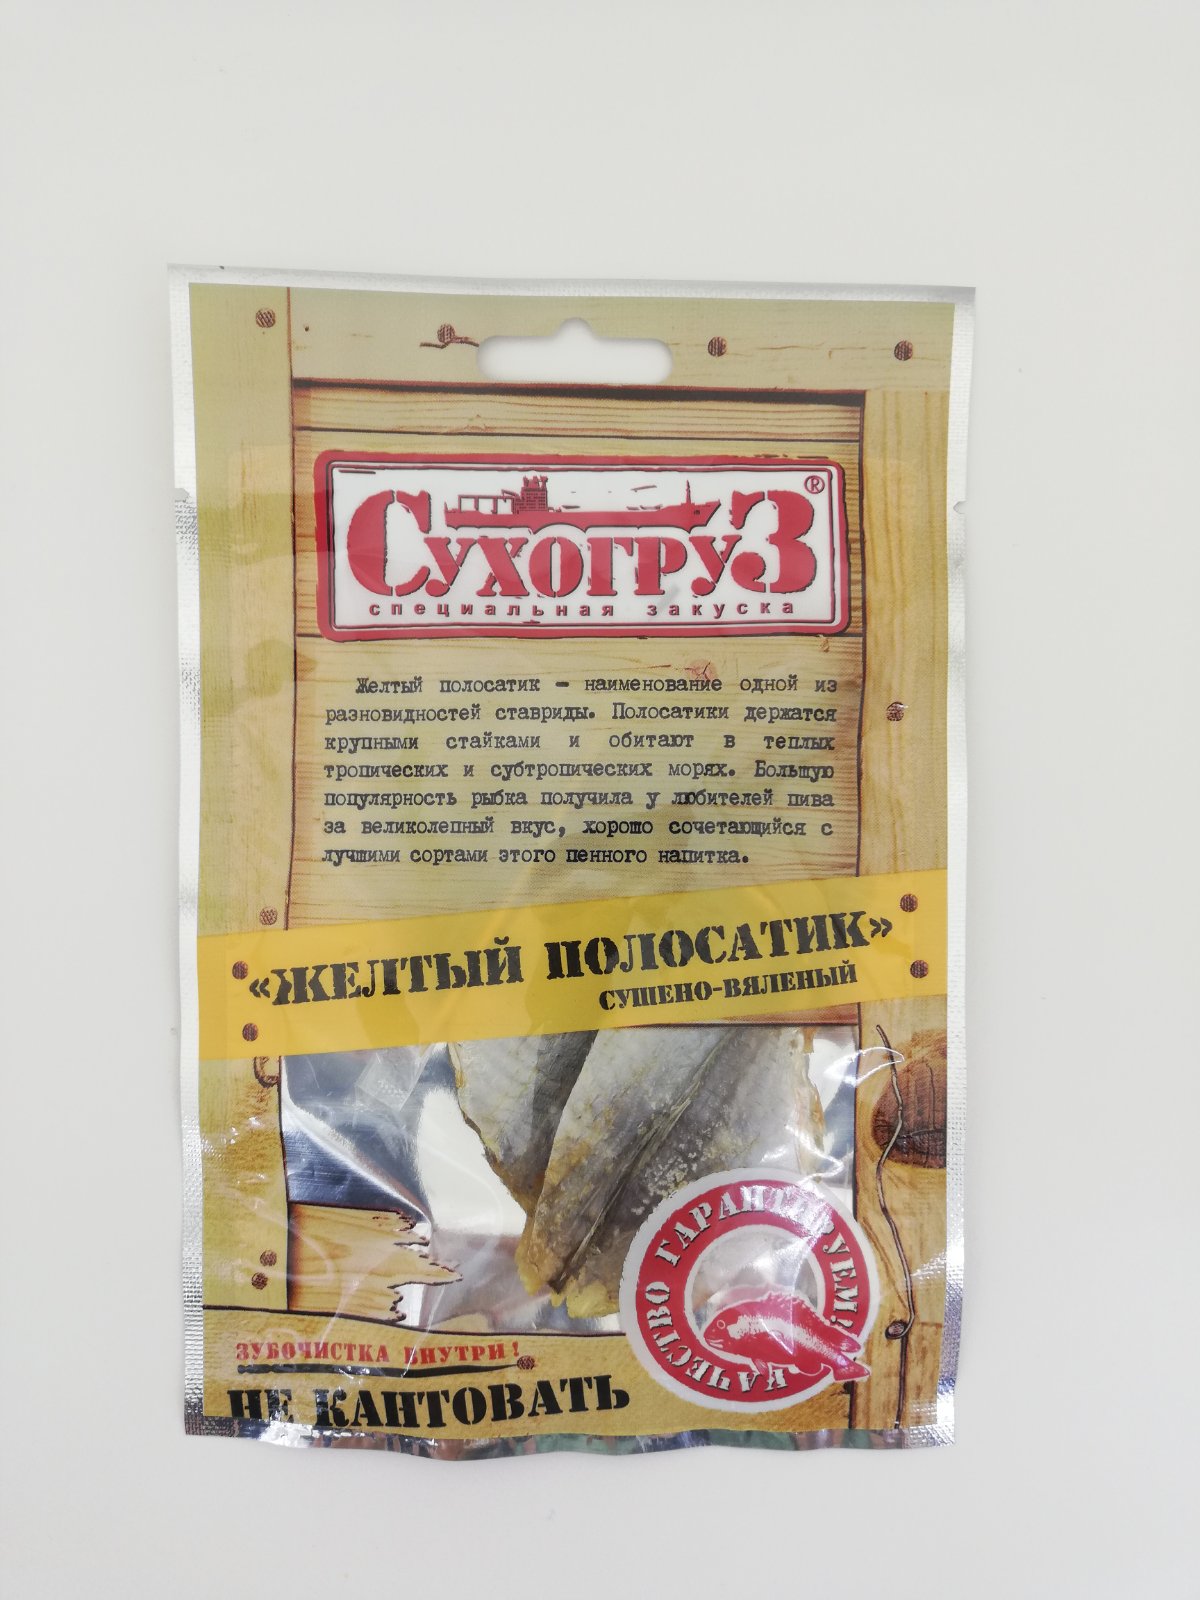 Сухогруз®
специальная закуска
Желтый полосатик – наименование одной из
разновидностей ставриды. Полосатики держатся
крупными стайками и обитают в теплых
тропических и субтропических морях. Большую
популярность рыбка получила у любителей пива
за великолепный вкус, хорошо сочетающийся с
лучшими сортами этого пенного напитка.
«ЖЕЛТЫЙ ПОЛОСАТИК»
СУШЕНО-ВЯЛЕНЫЙ
КАЧЕСТВО ГАРАНТИРУЕМ!
ЗУБОЧИСТКА ВНУТРИ!
НЕ КАНТОВАТЬ